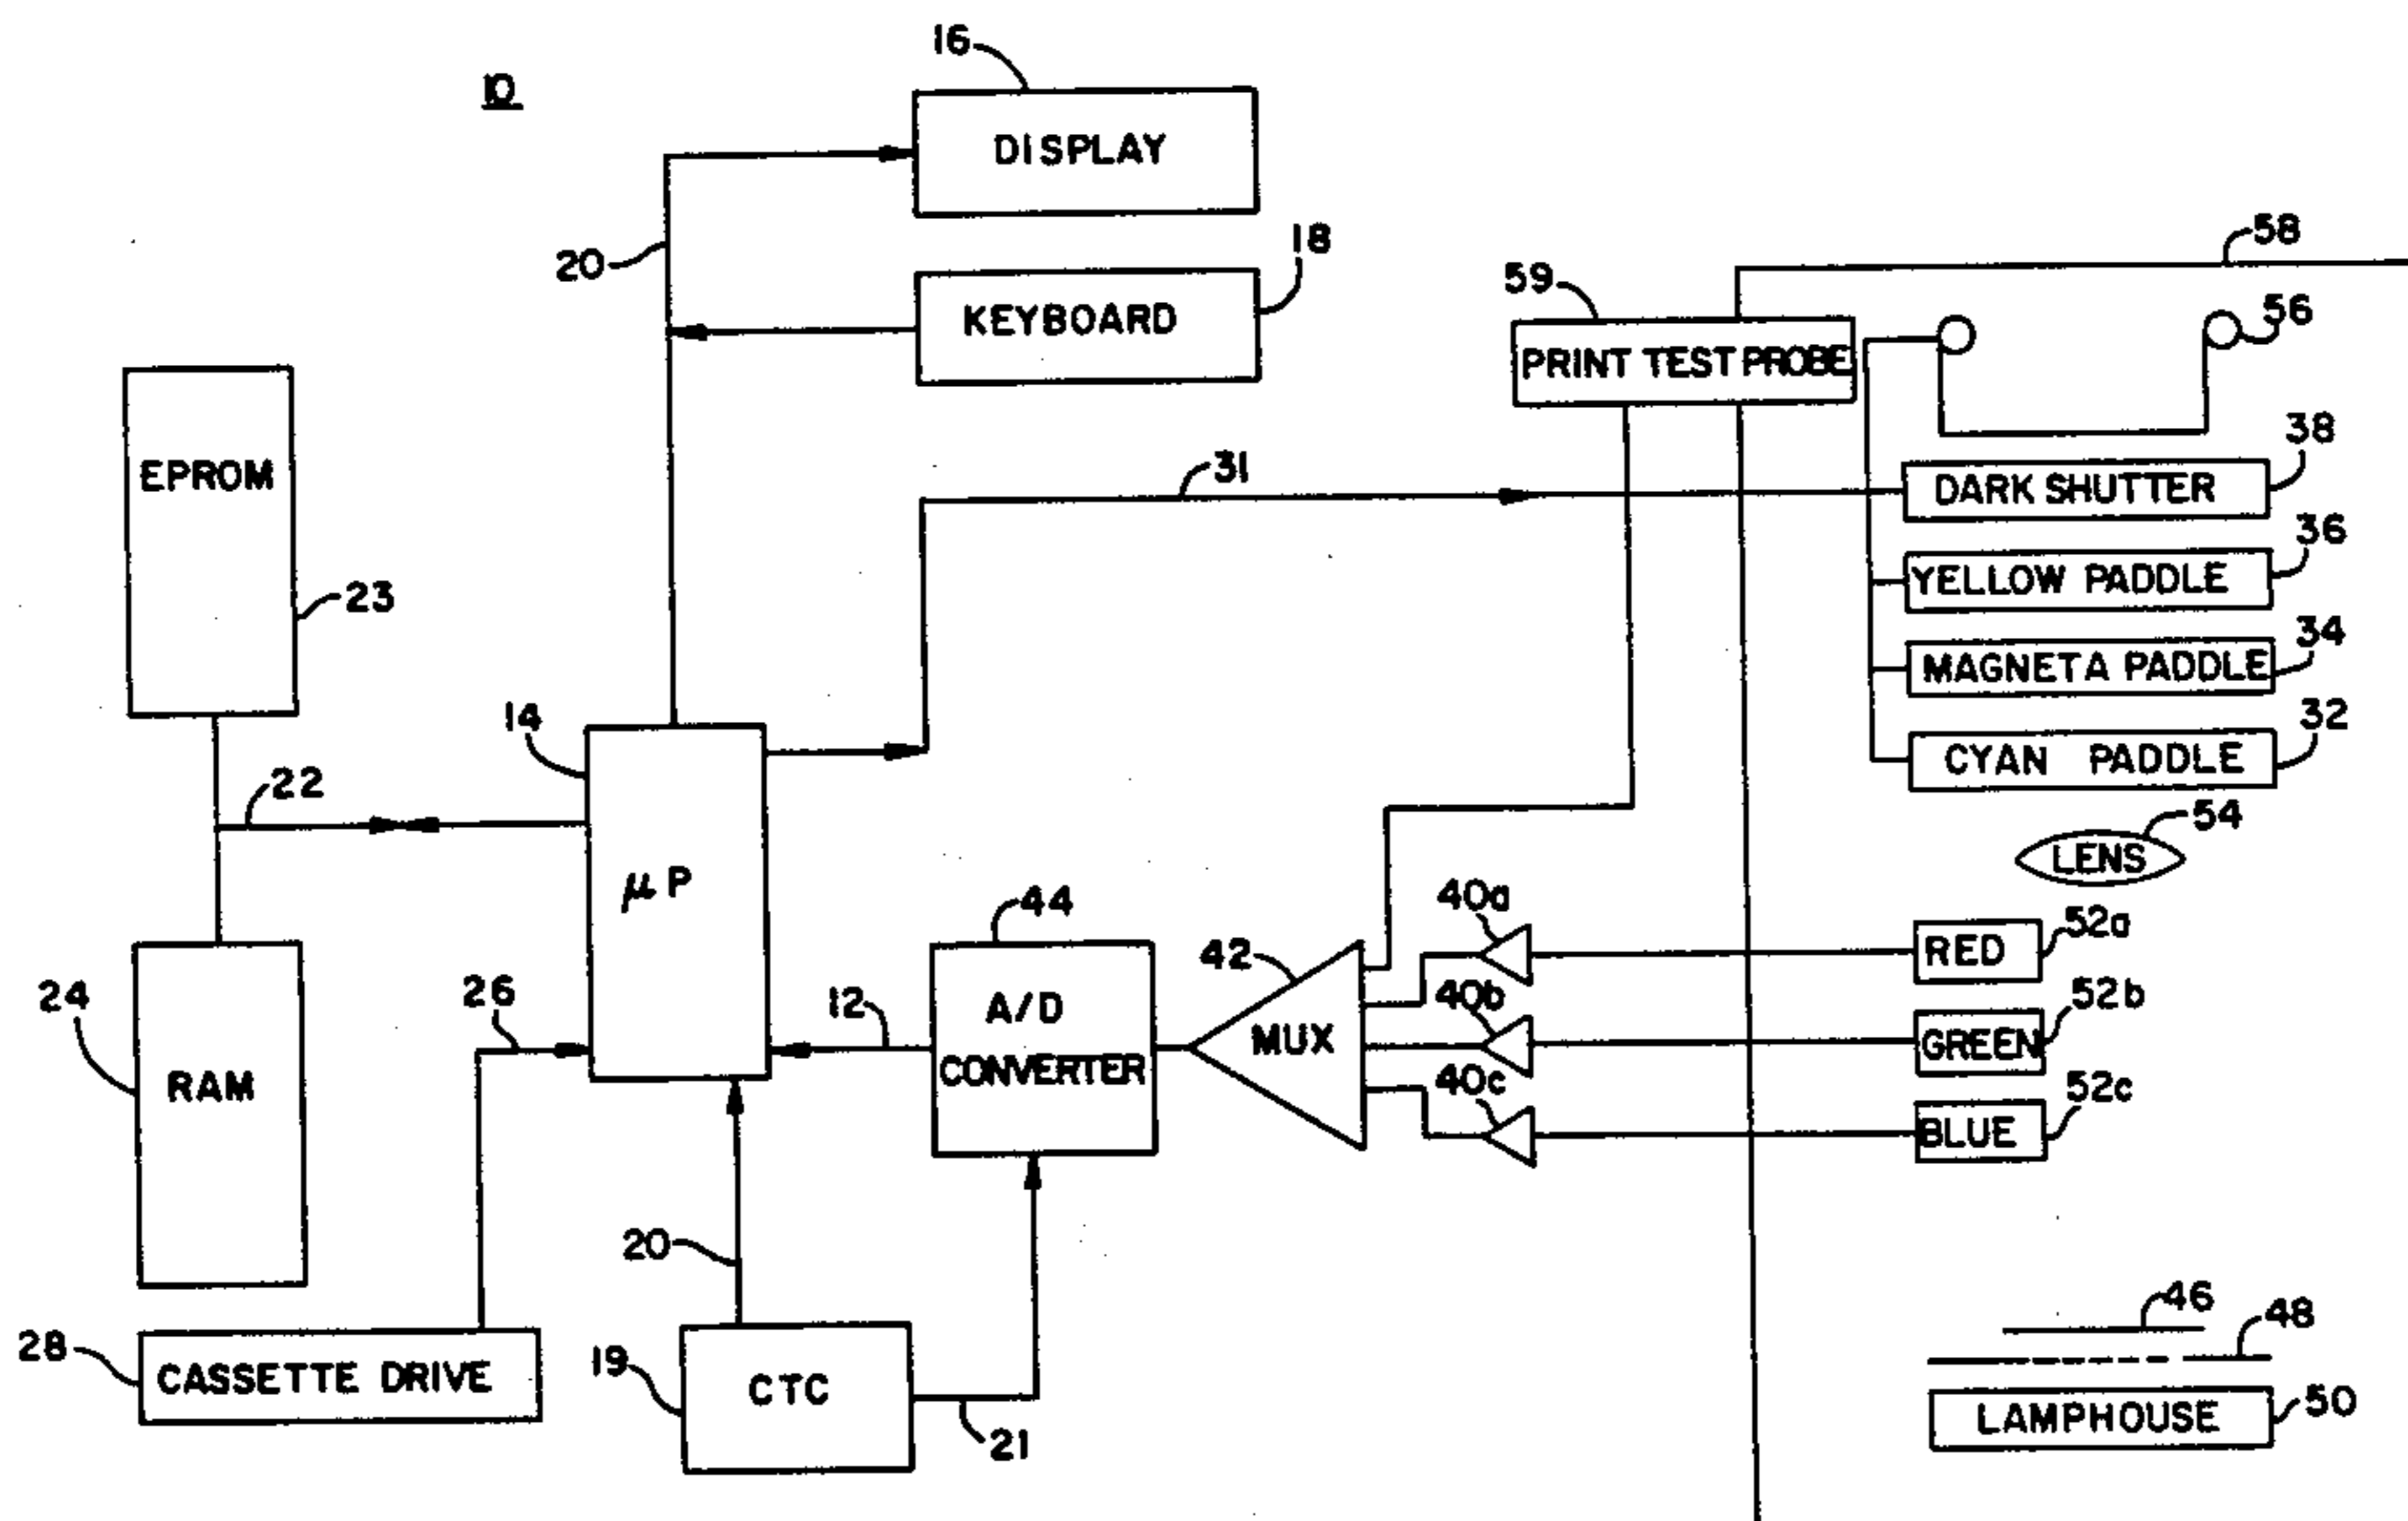 16
10
DISPLAY
58
18
20
59
56
KEYBOARD
PRINT TEST PROBE
38
31
EPROM
DARK SHUTTER
36
YELLOW PADDLE
23
34
MAGNETA PADDLE
14
32
CYAN PADDLE
22
54
LENS
μP
40a
44
42
52a
RED
26
24
12
A/D
40b
52b
MUX
GREEN
CONVERTER
40c
RAM
52c
BLUE
20
46
48
28
CASSETTE DRIVE
19
CTC
50
LAMPHOUSE
21